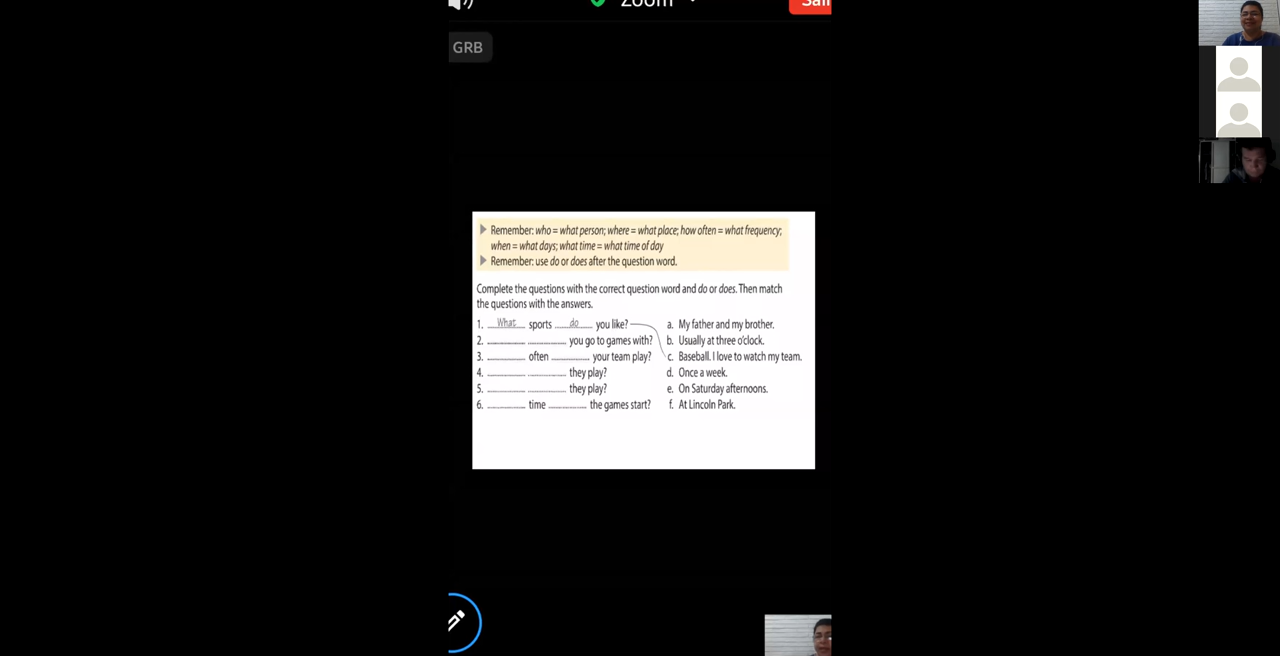 Zoom
GRB
Remember: who = what person; where = what place; how often = what frequency;
when = what days; what time = what time of day
Remember: use do or does after the question word.
Complete the questions with the correct question word and do or does. Then match
the questions with the answers.
1. What sports do you like?
2. you go to games with?
3. often your team play?
4. they play?
5. they play?
6. time the games start?
a. My father and my brother.
b. Usually at three o'clock.
c. Baseball. I love to watch my team.
d. Once a week.
e. On Saturday afternoons.
f. At Lincoln Park.